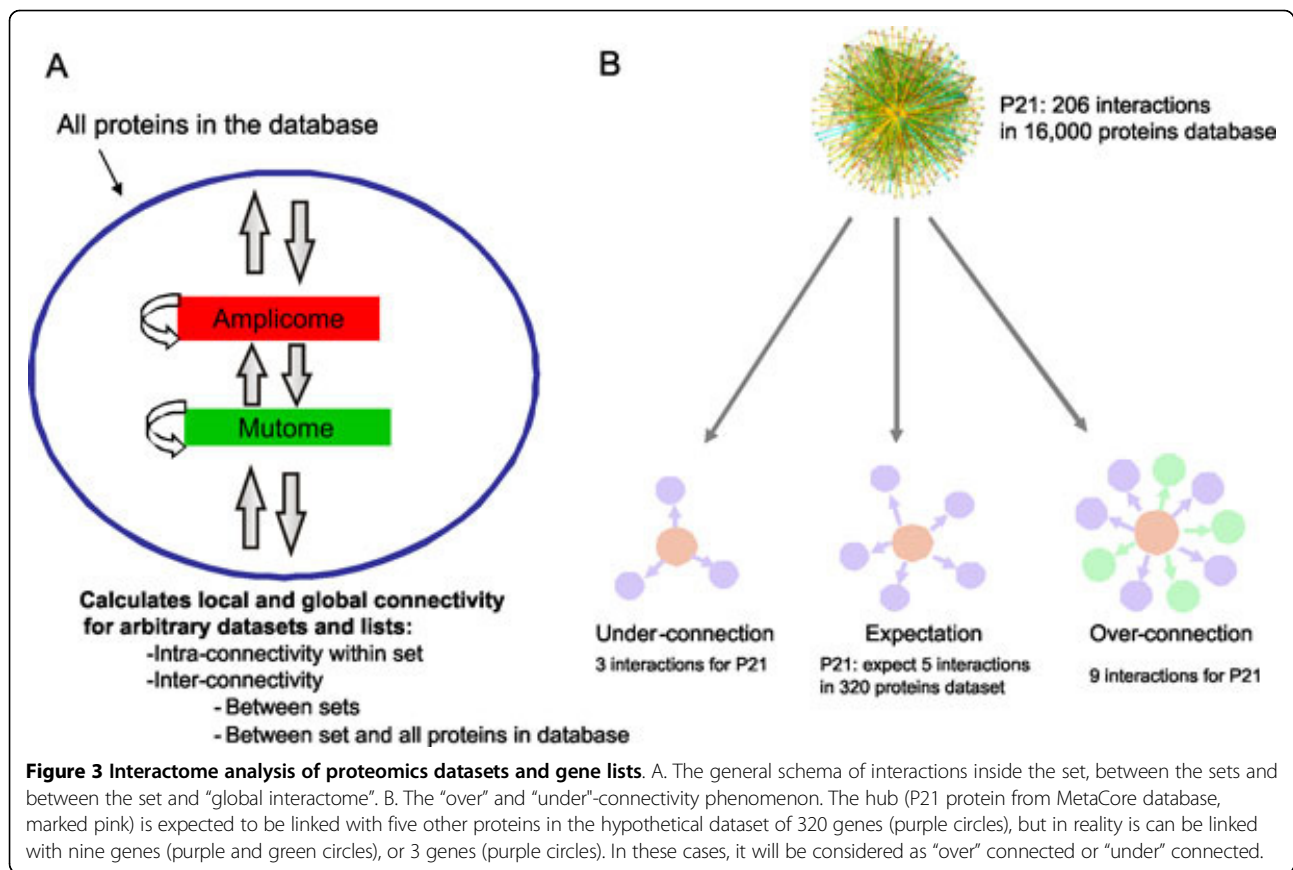 A
All proteins in the database
Amplicome
Mutome
Calculates local and global connectivity
for arbitrary datasets and lists:
-Intra-connectivity within set
-Inter-connectivity
- Between sets
- Between set and all proteins in database
B
P21: 206 interactions
in 16,000 proteins database
Under-connection
3 interactions for P21
Expectation
P21: expect 5 interactions
in 320 proteins dataset
Over-connection
9 interactions for P21
Figure 3 Interactome analysis of proteomics datasets and gene lists. A. The general schema of interactions inside the set, between the sets and
between the set and “global interactome”. B. The “over” and “under"-connectivity phenomenon. The hub (P21 protein from MetaCore database,
marked pink) is expected to be linked with five other proteins in the hypothetical dataset of 320 genes (purple circles), but in reality is can be linked
with nine genes (purple and green circles), or 3 genes (purple circles). In these cases, it will be considered as “over” connected or “under” connected.